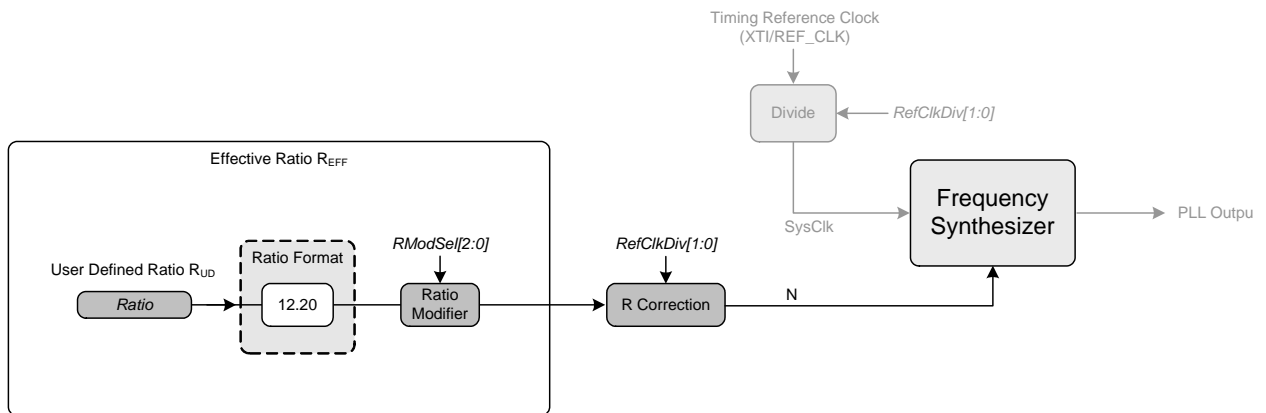 Timing Reference Clock
(XTI/REF_CLK)
Divide
RefClkDiv[1:0]
Effective Ratio REFF
Frequency
Synthesizer
SysClk
PLL Outpu
RModSel[2:0]
RefClkDiv[1:0]
Ratio Format
User Defined Ratio RUD
Ratio
12.20
Ratio
Modifier
R Correction
N